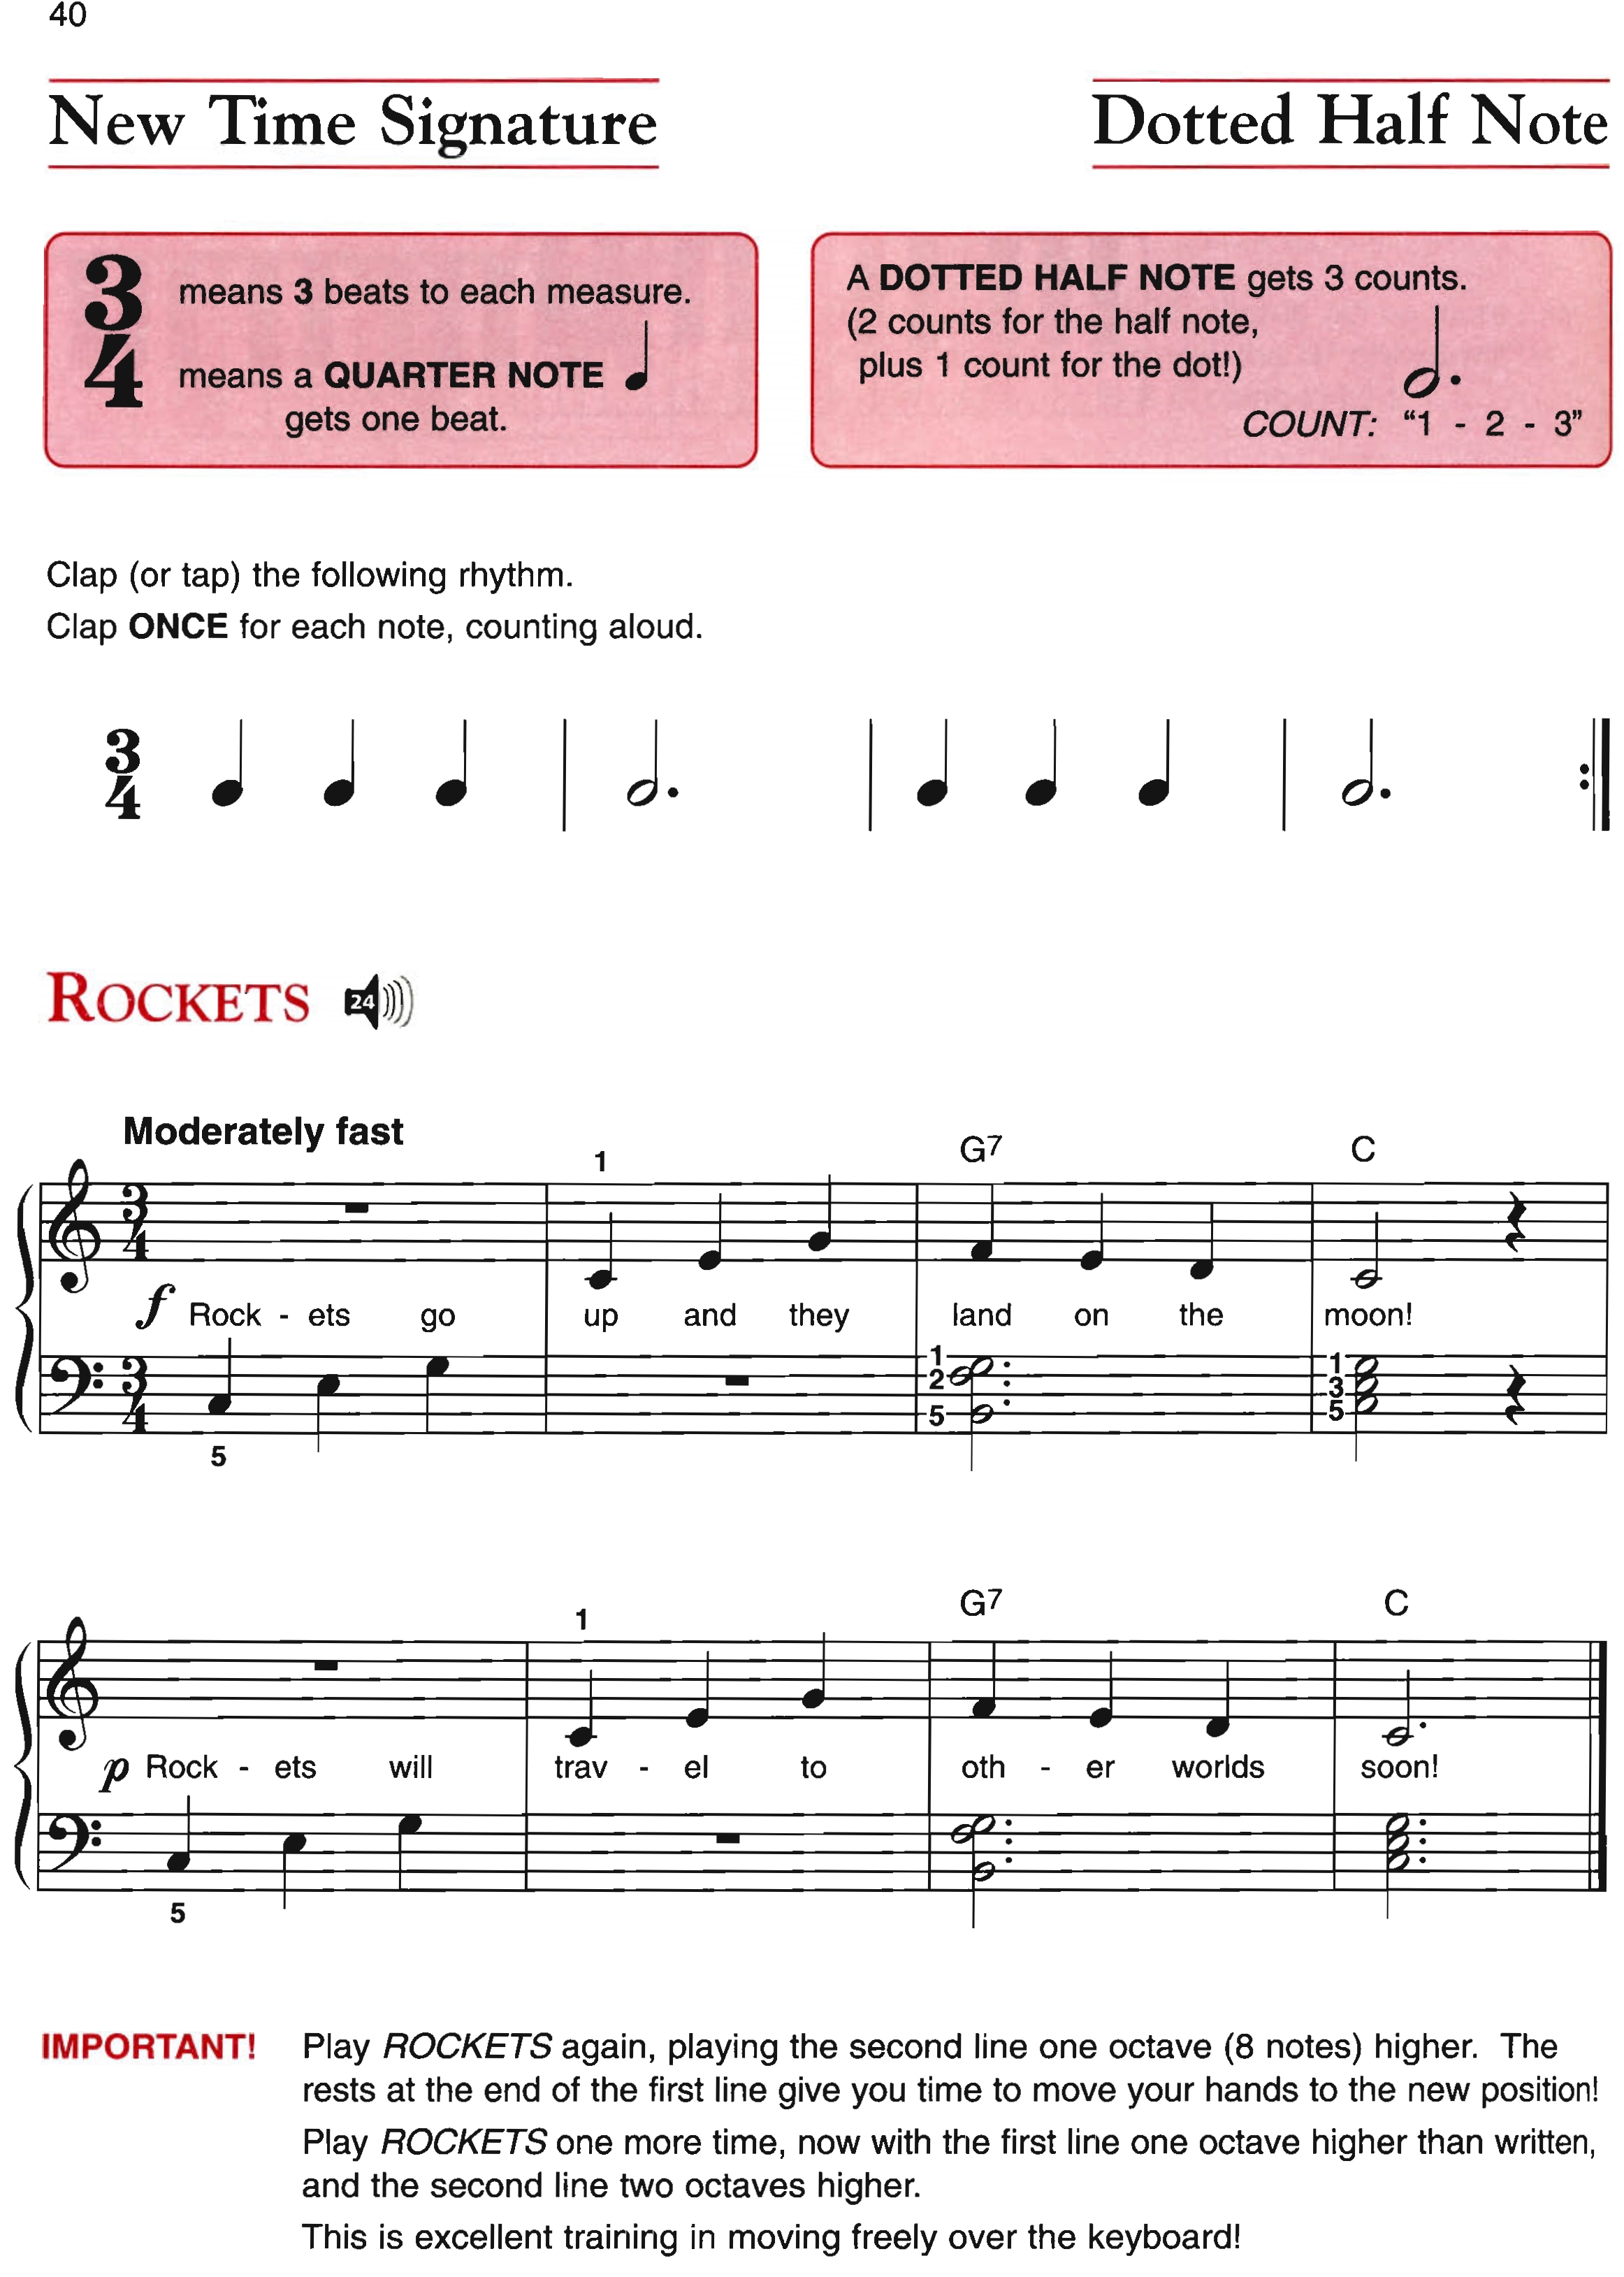 40
New Time Signature
Dotted Half Note
3 means 3 beats to each measure.
4 means a QUARTER NOTE
gets one beat.
A DOTTED HALF NOTE gets 3 counts.
(2 counts for the half note,
plus 1 count for the dot!)
COUNT: “1 - 2 - 3”
Clap (or tap) the following rhythm.
Clap ONCE for each note, counting aloud.
3
4
ROCKETS 24
Moderately fast
1 G7 C
3
4
f Rock - ets go up and they land on the moon!
3
4
1
2
5
1
3
5
5
1 G7 C
p Rock - ets will trav - el to oth - er worlds soon!
5
IMPORTANT! Play ROCKETS again, playing the second line one octave (8 notes) higher. The
rests at the end of the first line give you time to move your hands to the new position!
Play ROCKETS one more time, now with the first line one octave higher than written,
and the second line two octaves higher.
This is excellent training in moving freely over the keyboard!